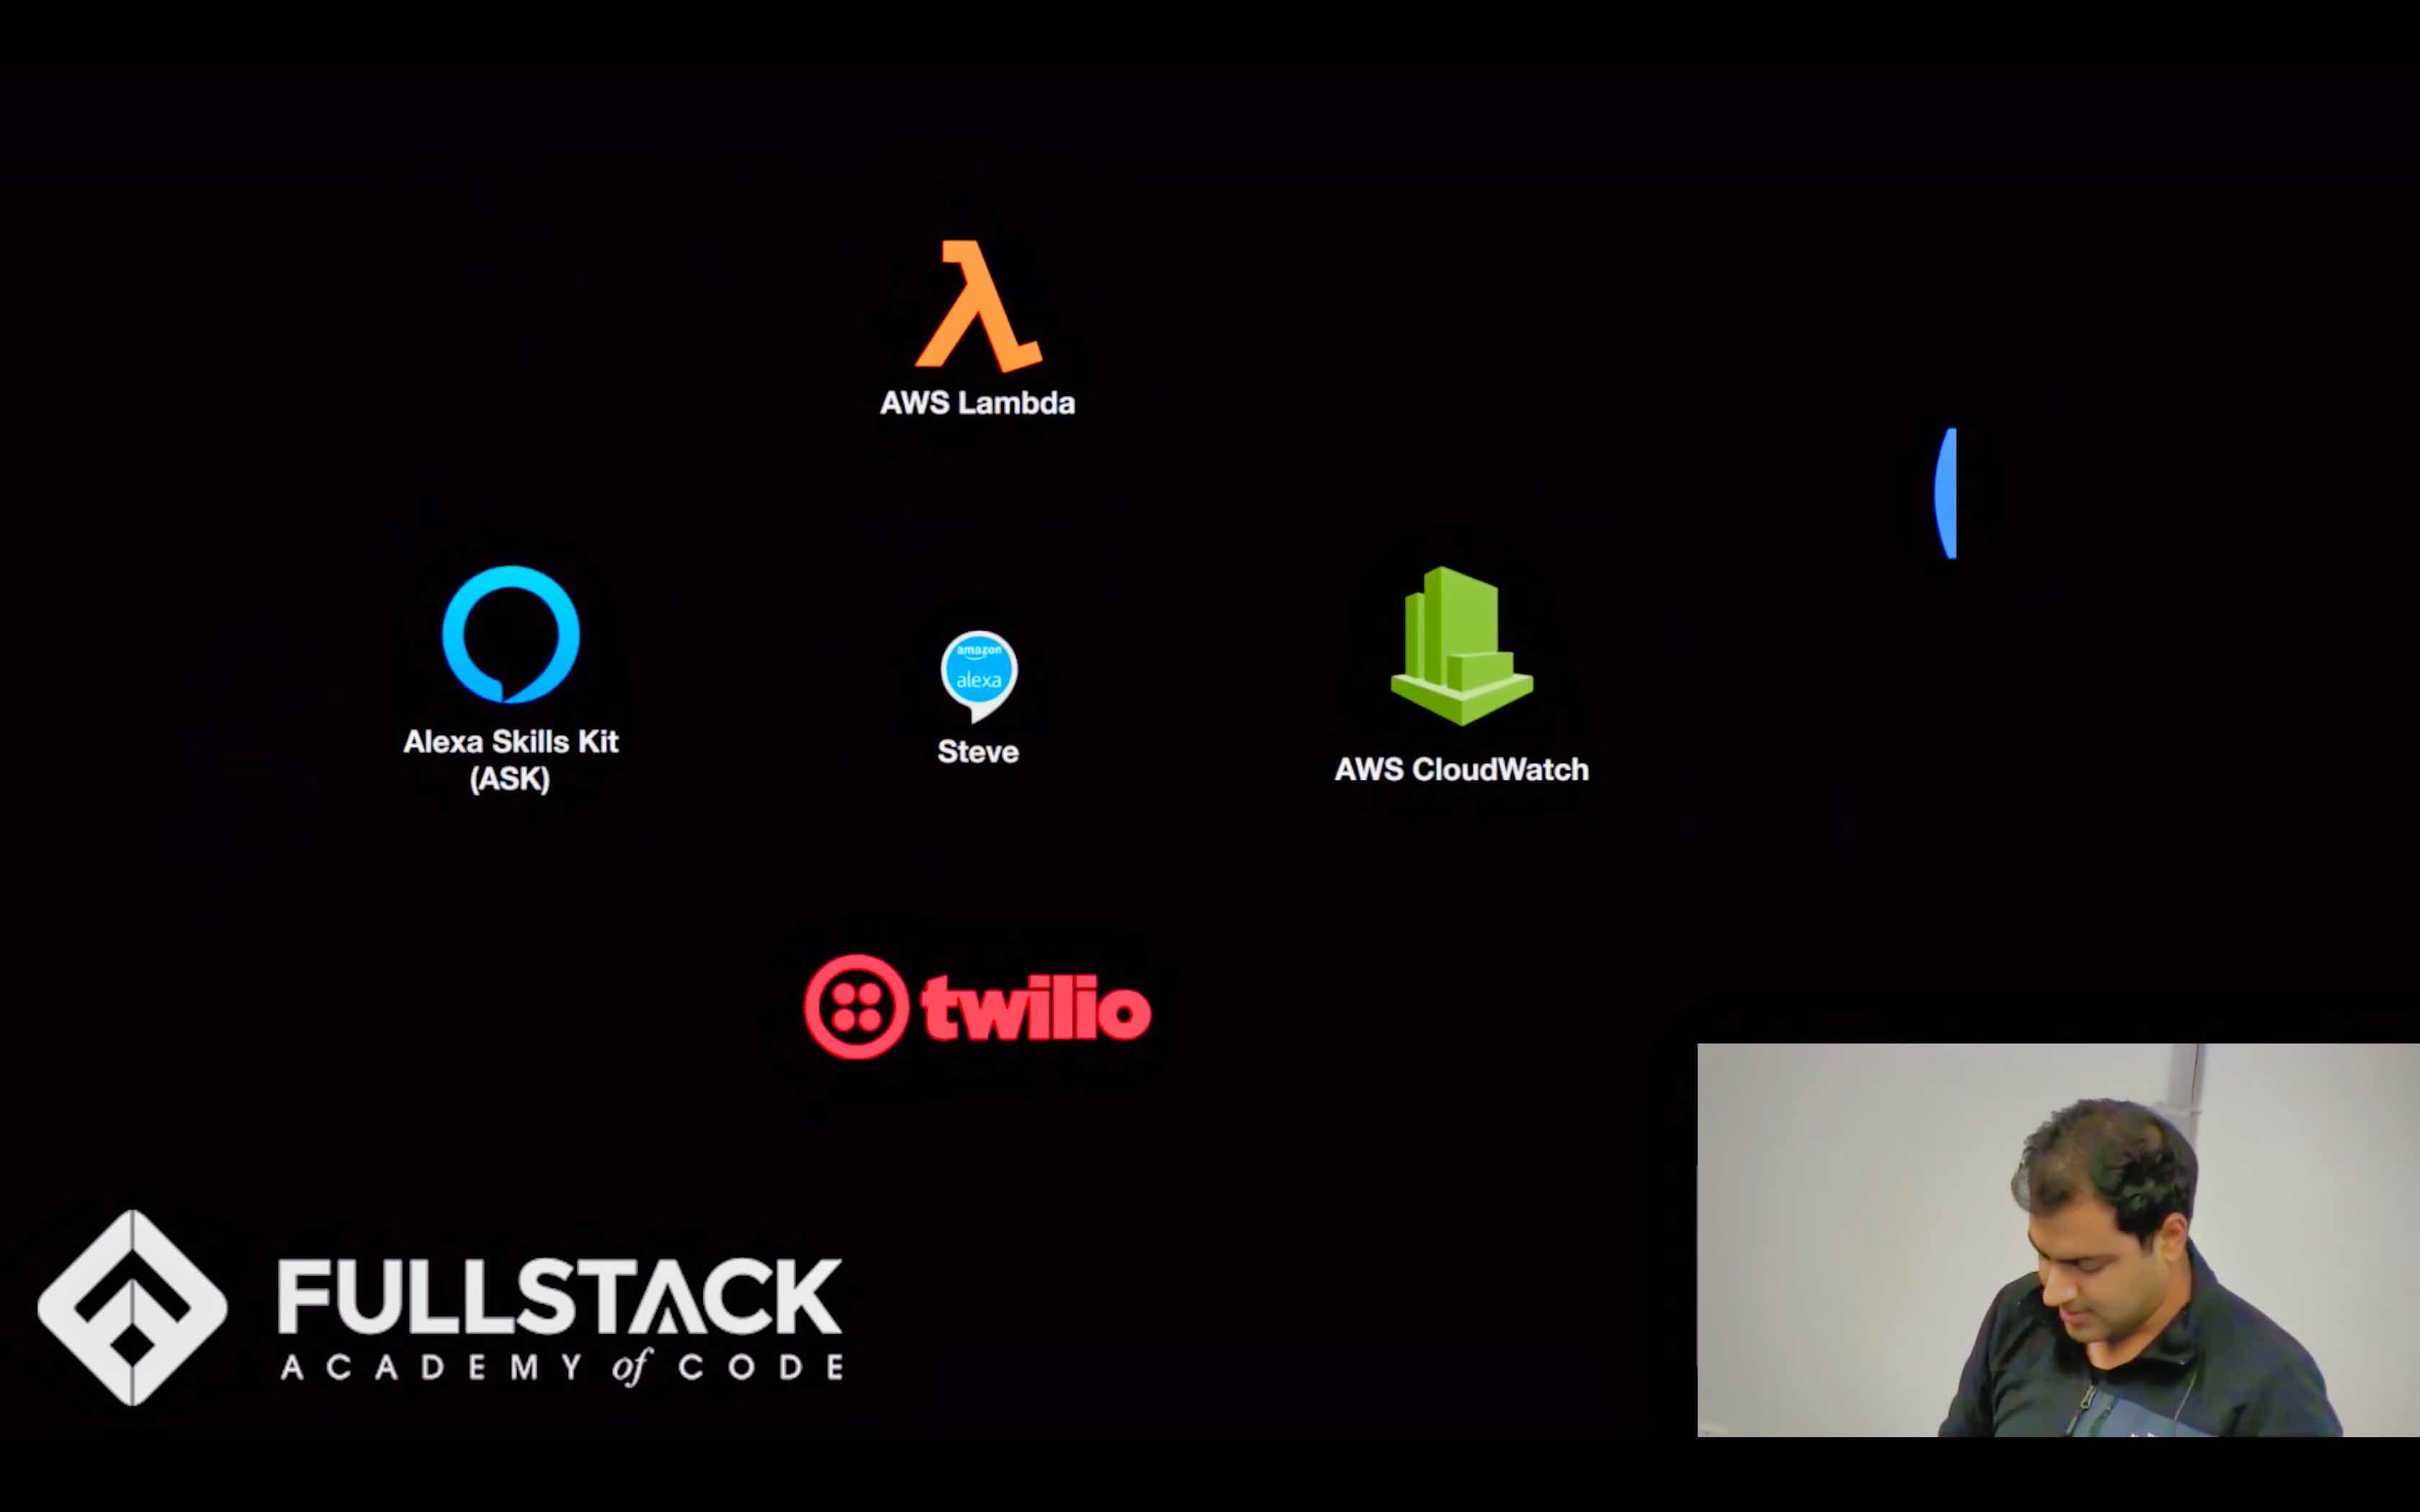 AWS Lambda
Alexa Skills Kit
(ASK)
amazon
alexa
Steve
AWS CloudWatch
twilio
FULLSTACK
ACADEMY of CODE